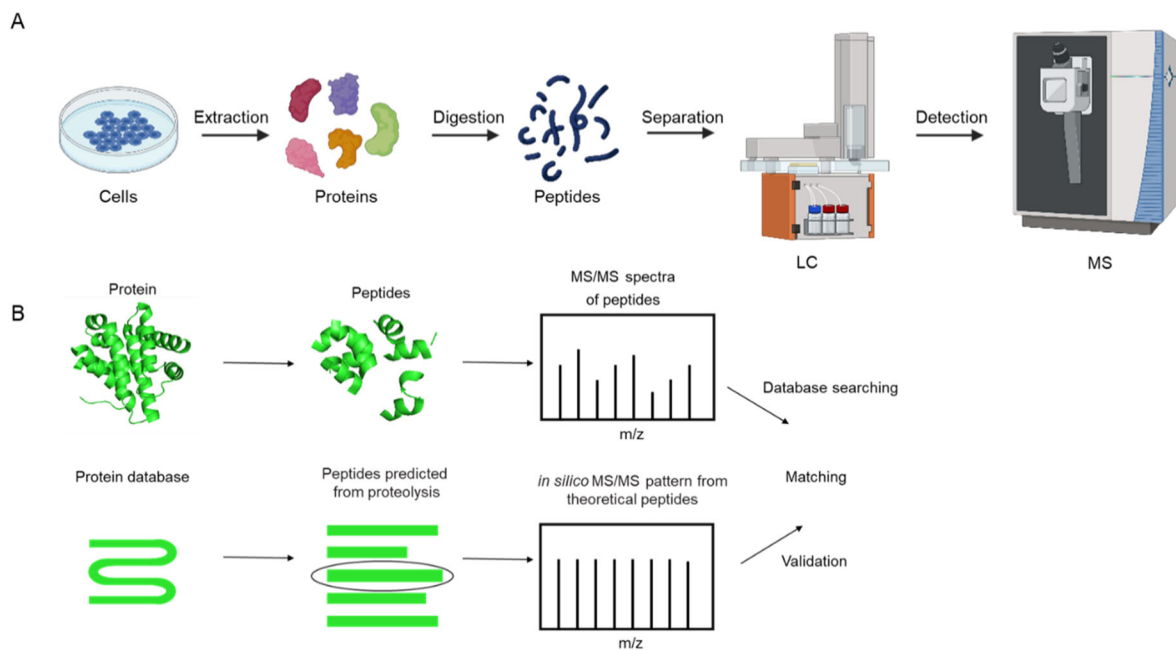 A
Extraction
Digestion
Separation
Detection
Cells
Proteins
Peptides
LC
MS
B
Protein
Peptides
MS/MS spectra
of peptides
m/z
Database searching
Protein database
Peptides predicted
from proteolysis
in silico MS/MS pattern from
theoretical peptides
Matching
Validation
m/z